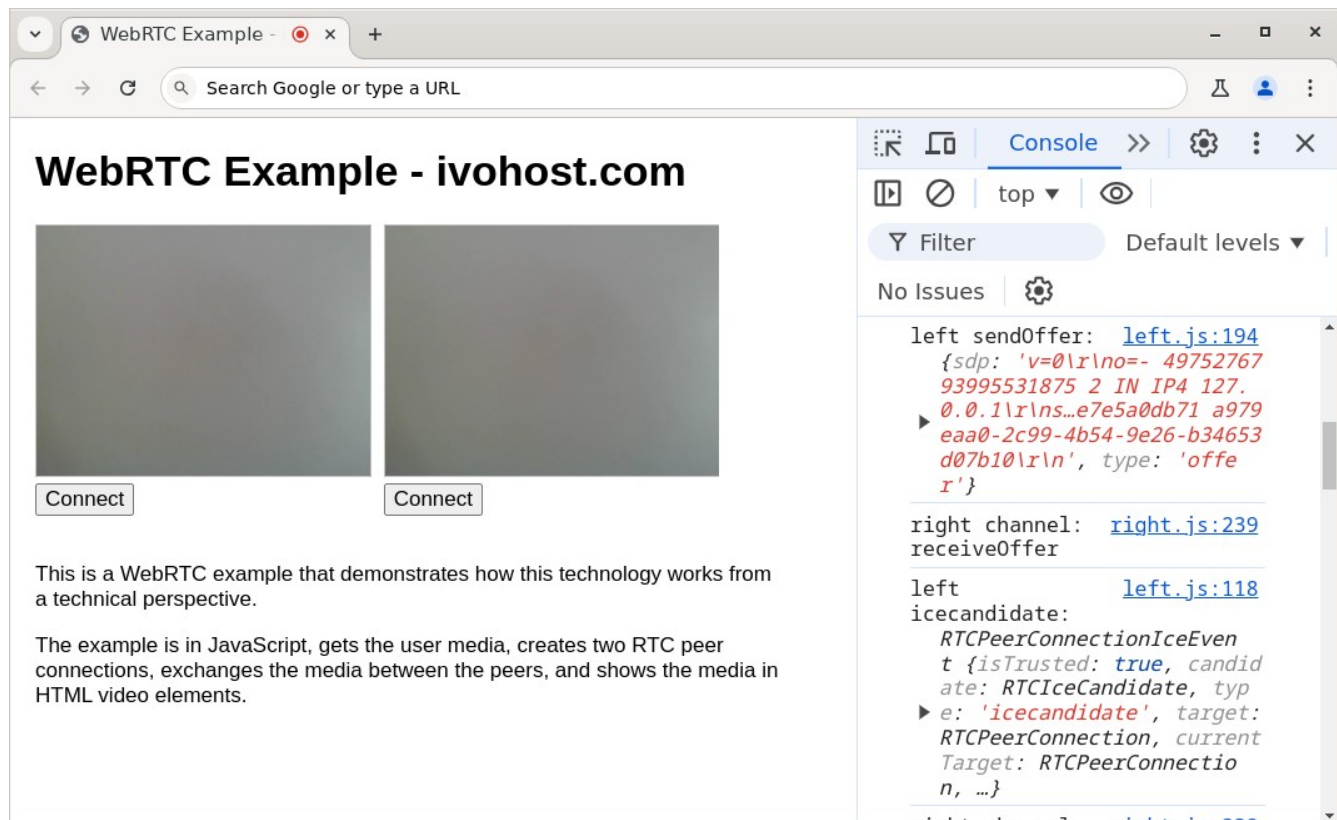 WebRTC Example -
Search Google or type a URL
WebRTC Example - ivohost.com
Connect
Connect
This is a WebRTC example that demonstrates how this technology works from
a technical perspective.
The example is in JavaScript, gets the user media, creates two RTC peer
connections, exchanges the media between the peers, and shows the media in
HTML video elements.
Console
top
Filter
Default levels
No Issues
left sendOffer: left.js:194
{sdp: 'v=0\r\no=- 49752767
93995531875 2 IN IP4 127.
0.0.1\r\ns…e7e5a0db71 a979
eaa0-2c99-4b54-9e26-b34653
d07b10\r\n', type: 'offe
r'}
right channel: right.js:239
receiveOffer
left left.js:118
icecandidate:
RTCPeerConnectionIceEven
t {isTrusted: true, candid
ate: RTCIceCandidate, typ
e: 'icecandidate', target:
RTCPeerConnection, current
Target: RTCPeerConnectio
n, …}